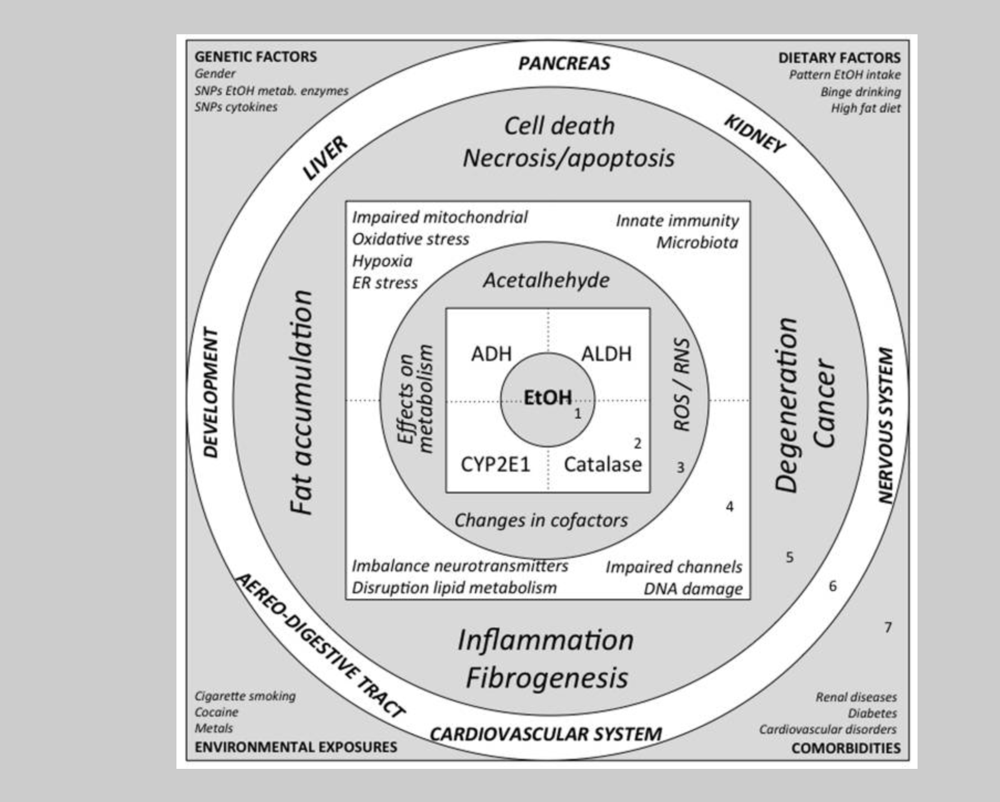 GENETIC FACTORS
Gender
SNPs EtOH metab. enzymes
SNPs cytokines
DIETARY FACTORS
Pattern EtOH intake
Binge drinking
High fat diet
PANCREAS
KIDNEY
LIVER
DEVELOPMENT
NERVOUS SYSTEM
AEREO-DIGESTIVE TRACT
CARDIOVASCULAR SYSTEM
Cell death
Necrosis/apoptosis
Fat accumulation
Degeneration
Cancer
Inflammation
Fibrogenesis
Impaired mitochondrial
Oxidative stress
Hypoxia
ER stress
Innate immunity
Microbiota
Imbalance neurotransmitters
Disruption lipid metabolism
Impaired channels
DNA damage
Acetalhehyde
Effects on
metabolism
ROS / RNS
Changes in cofactors
ADH
ALDH
EtOH
CYP2E1
Catalase
1
2
3
4
5
6
7
Cigarette smoking
Cocaine
Metals
ENVIRONMENTAL EXPOSURES
Renal diseases
Diabetes
Cardiovascular disorders
COMORBIDITIES